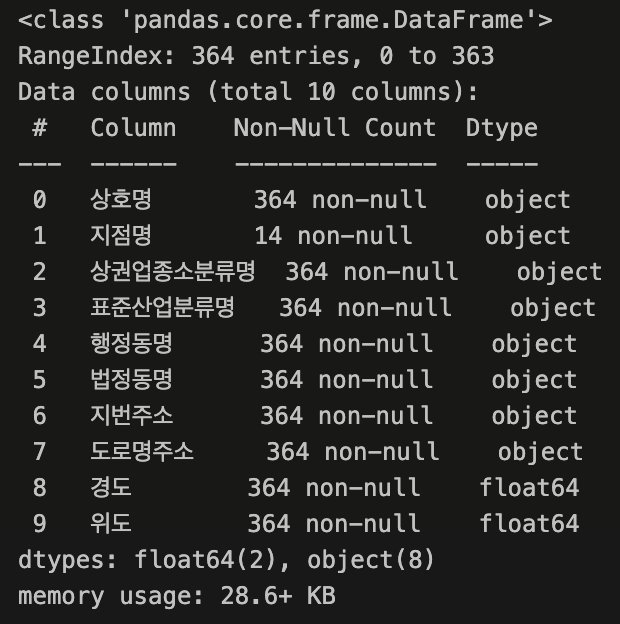 <class 'pandas.core.frame.DataFrame'>
RangeIndex: 364 entries, 0 to 363
Data columns (total 10 columns):
 #   Column    Non-Null Count  Dtype
---  ------    --------------  -----
 0   상호명       364 non-null    object
 1   지점명       14 non-null     object
 2   상권업종소분류명  364 non-null    object
 3   표준산업분류명   364 non-null    object
 4   행정동명      364 non-null    object
 5   법정동명      364 non-null    object
 6   지번주소      364 non-null    object
 7   도로명주소     364 non-null    object
 8   경도        364 non-null    float64
 9   위도        364 non-null    float64
dtypes: float64(2), object(8)
memory usage: 28.6+ KB